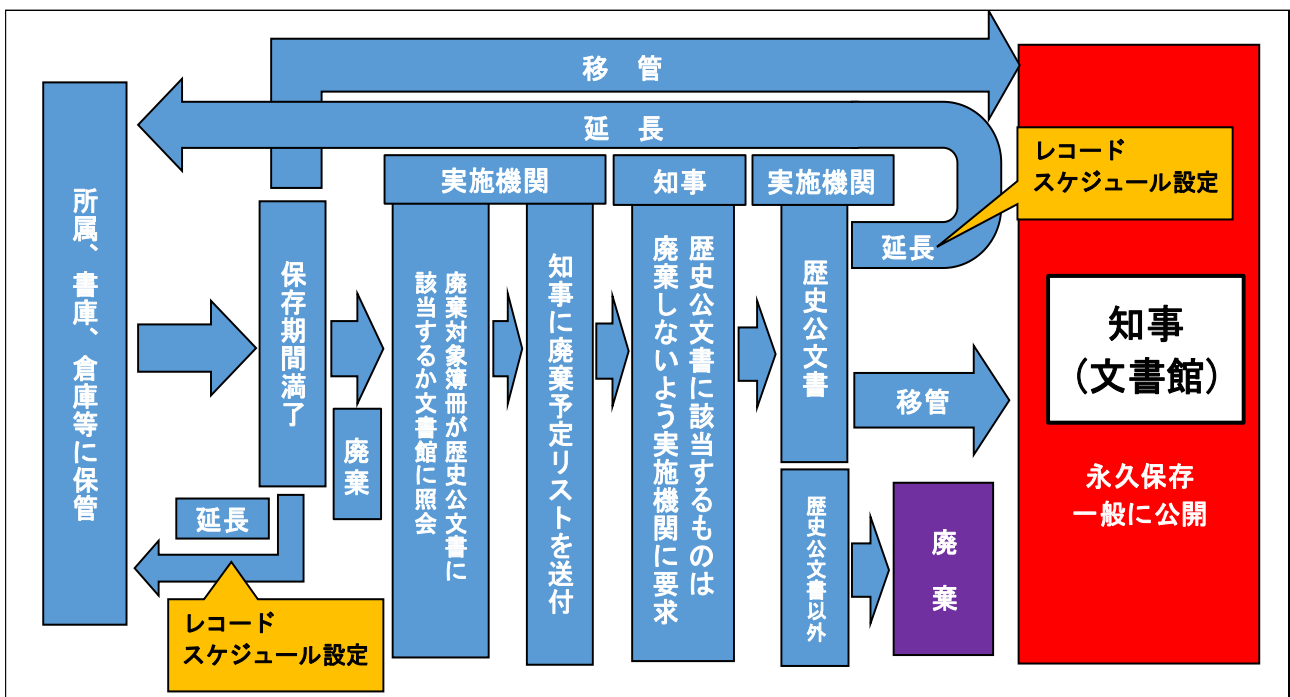 移　管
延　長
レコード
スケジュール設定
実施機関
知事
実施機関
所属、書庫、倉庫等に保管
保存期間満了
廃棄
延長
レコード
スケジュール設定
廃棄対象簿冊が歴史公文書に
該当するか文書館に照会
知事に廃棄予定リストを送付
歴史公文書に該当するものは
廃棄しないよう実施機関に要求
歴史公文書
延長
移管
歴史公文書以外
廃棄
知事
（文書館）
永久保存
一般に公開